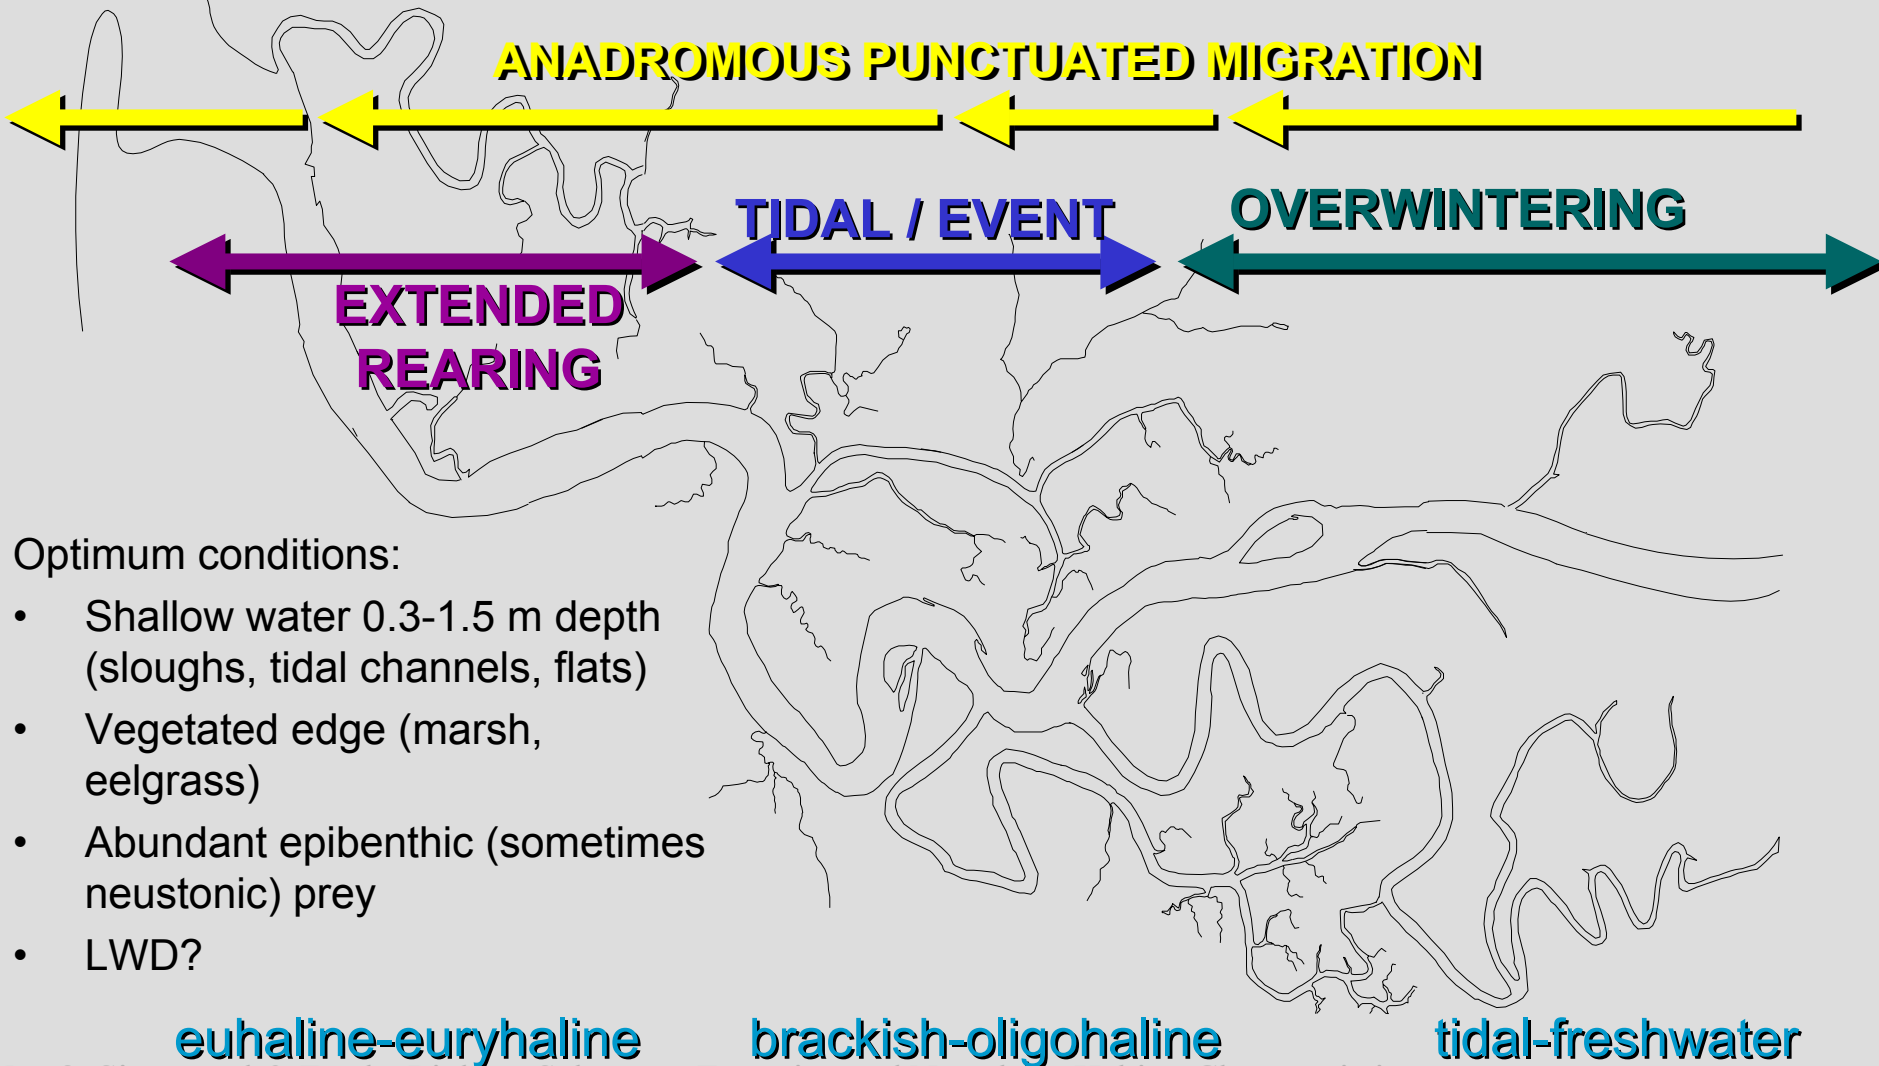 ANADROMOUS PUNCTUATED MIGRATION
TIDAL / EVENT
OVERWINTERING
EXTENDED
REARING
Optimum conditions:
• Shallow water 0.3-1.5 m depth
(sloughs, tidal channels, flats)
• Vegetated edge (marsh,
eelgrass)
• Abundant epibenthic (sometimes
neustonic) prey
• LWD?
euhaline-euryhaline
brackish-oligohaline
tidal-freshwater